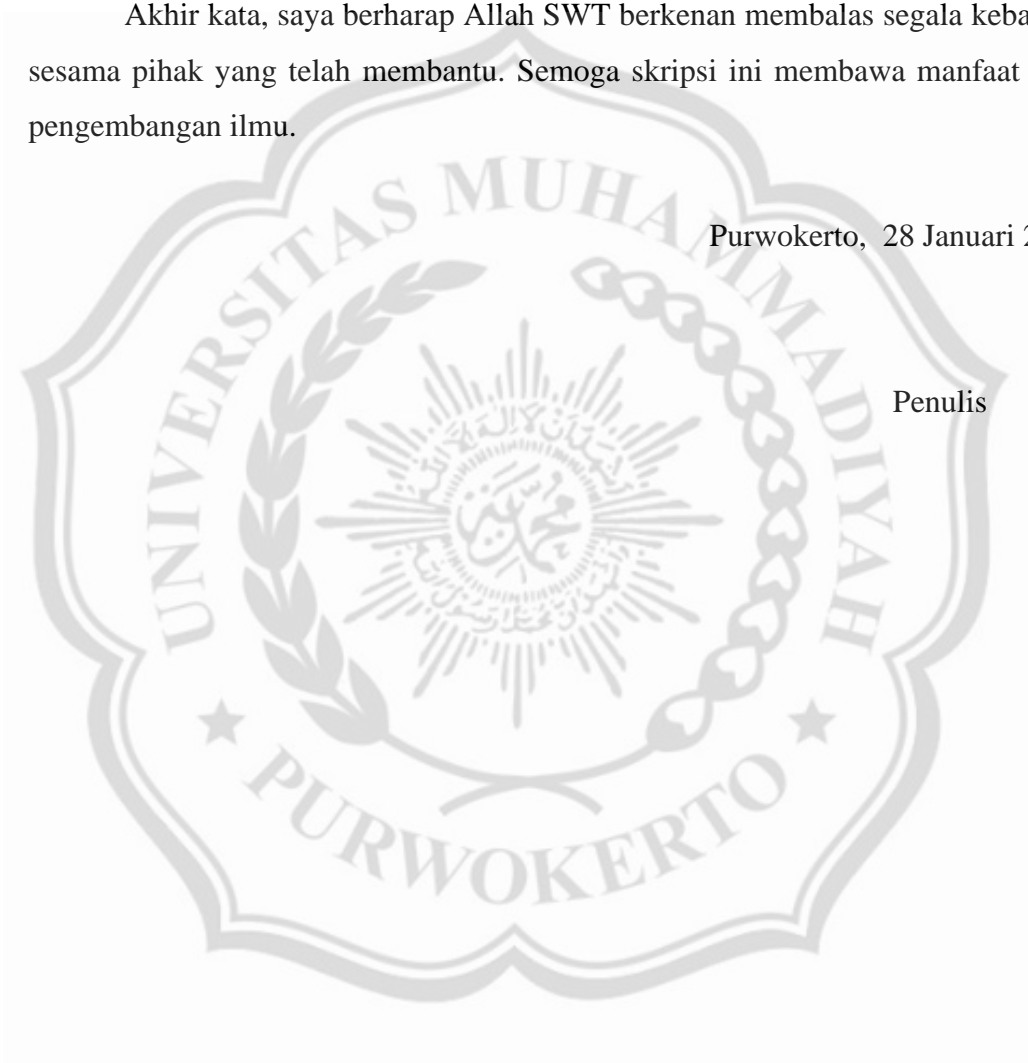 Akhir kata, saya berharap Allah SWT berkenan membalas segala
sesama pihak yang telah membantu. Semoga skripsi ini membawa manfaat
pengembangan ilmu.
Purwokerto, 28 Januari
Penulis
UNIVERSITAS MUHAMMADIYAH
PURWOKERTO